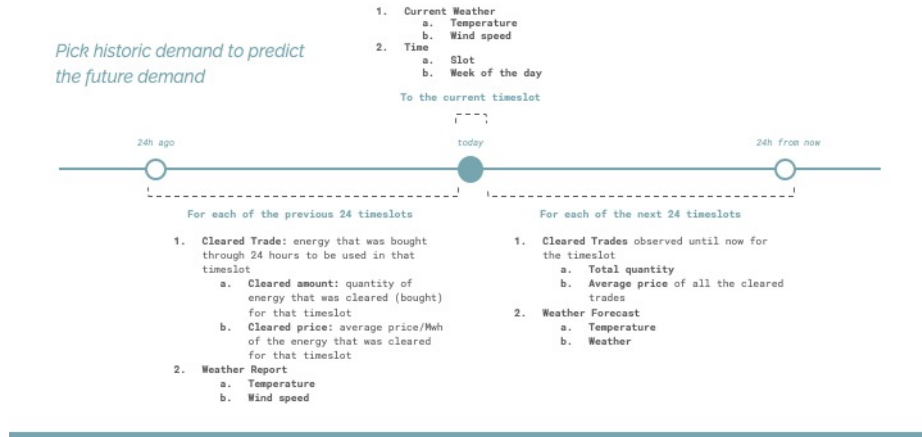 1. Current Weather
a. Temperature
b. Wind speed
2. Time
a. Slot
b. Week of the day
Pick historic demand to predict
the future demand
To the current timeslot
24h ago
today
24h from now
For each of the previous 24 timeslots
1. Cleared Trade: energy that was bought
through 24 hours to be used in that
timeslot
a. Cleared amount: quantity of
energy that was cleared (bought)
for that timeslot
b. Cleared price: average price/Mwh
of the energy that was cleared
for that timeslot
2. Weather Report
a. Temperature
b. Wind speed
For each of the next 24 timeslots
1. Cleared Trades observed until now for
the timeslot
a. Total quantity
b. Average price of all the cleared
trades
2. Weather Forecast
a. Temperature
b. Weather